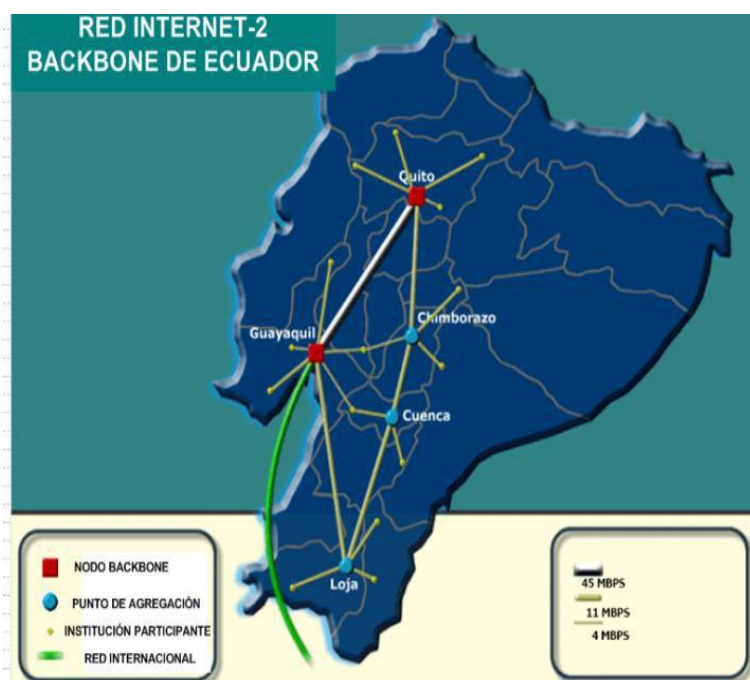 RED INTERNET-2
BACKBONE DE ECUADOR
Quito
Chimborazo
Guayaquil
Cuenca
Loja
NODO BACKBONE
PUNTO DE AGREGACIÓN
INSTITUCIÓN PARTICIPANTE
RED INTERNACIONAL
45 MBPS
11 MBPS
4 MBPS